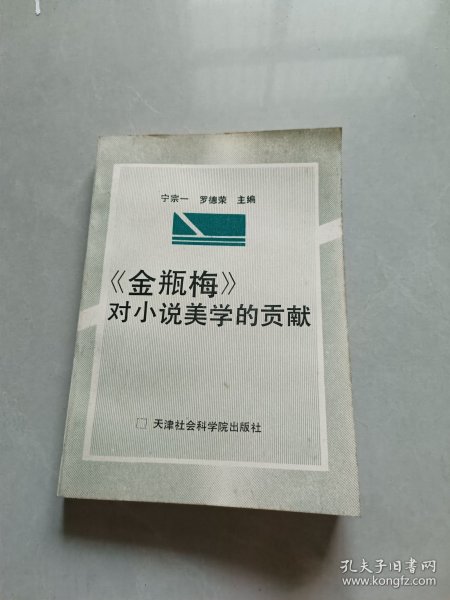 宁宗一 罗德荣 主编
《金瓶梅》
对小说美学的贡献
天津社会科学院出版社
孔夫子旧书网
www.kongfz.com